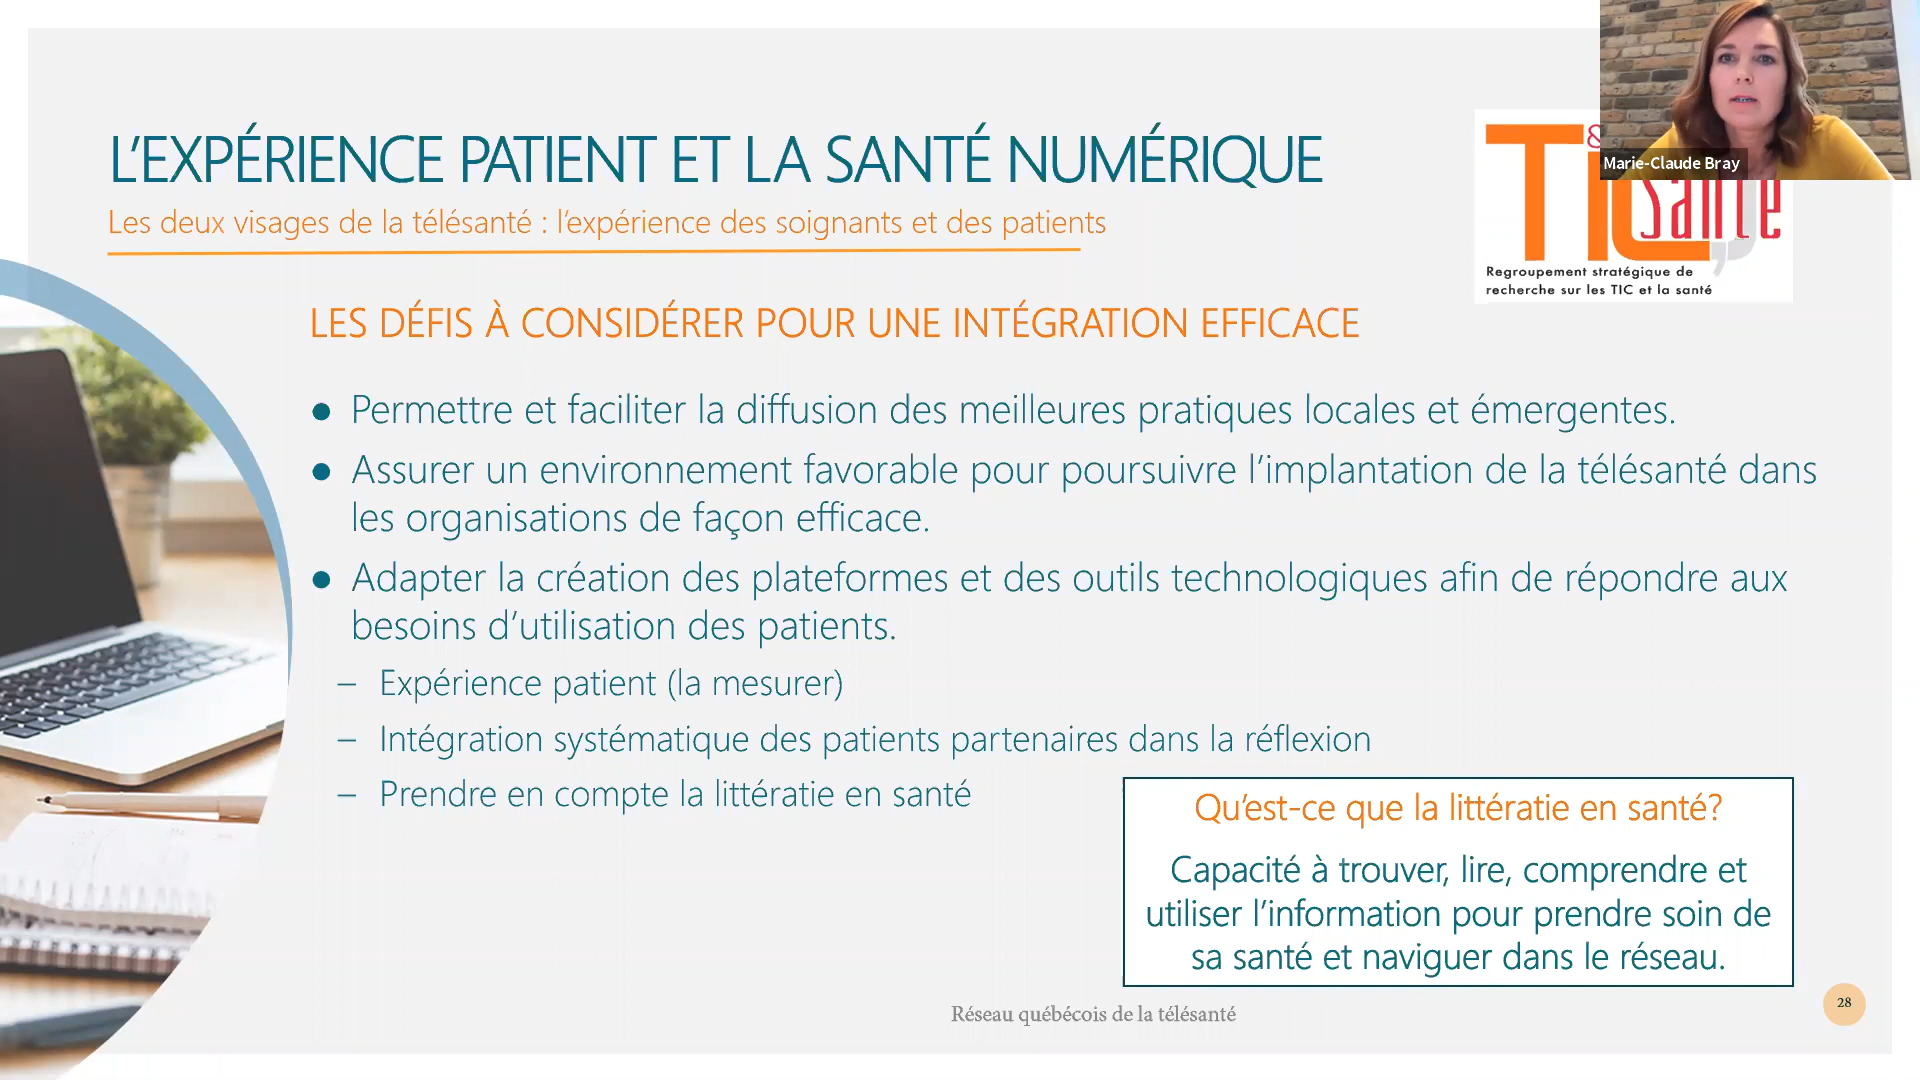 L'EXPÉRIENCE PATIENT ET LA SANTÉ NUMÉRIQUE
Les deux visages de la télésanté : l'expérience des soignants et des patients
Marie-Claude Bray
TIC & Santé
Regroupement stratégique de
recherche sur les TIC et la santé
LES DÉFIS À CONSIDÉRER POUR UNE INTÉGRATION EFFICACE
● Permettre et faciliter la diffusion des meilleures pratiques locales et émergentes.
● Assurer un environnement favorable pour poursuivre l'implantation de la télésanté dans
les organisations de façon efficace.
● Adapter la création des plateformes et des outils technologiques afin de répondre aux
besoins d'utilisation des patients.
– Expérience patient (la mesurer)
– Intégration systématique des patients partenaires dans la réflexion
– Prendre en compte la littératie en santé
Qu'est-ce que la littératie en santé?
Capacité à trouver, lire, comprendre et
utiliser l'information pour prendre soin de
sa santé et naviguer dans le réseau.
Réseau québécois de la télésanté
28